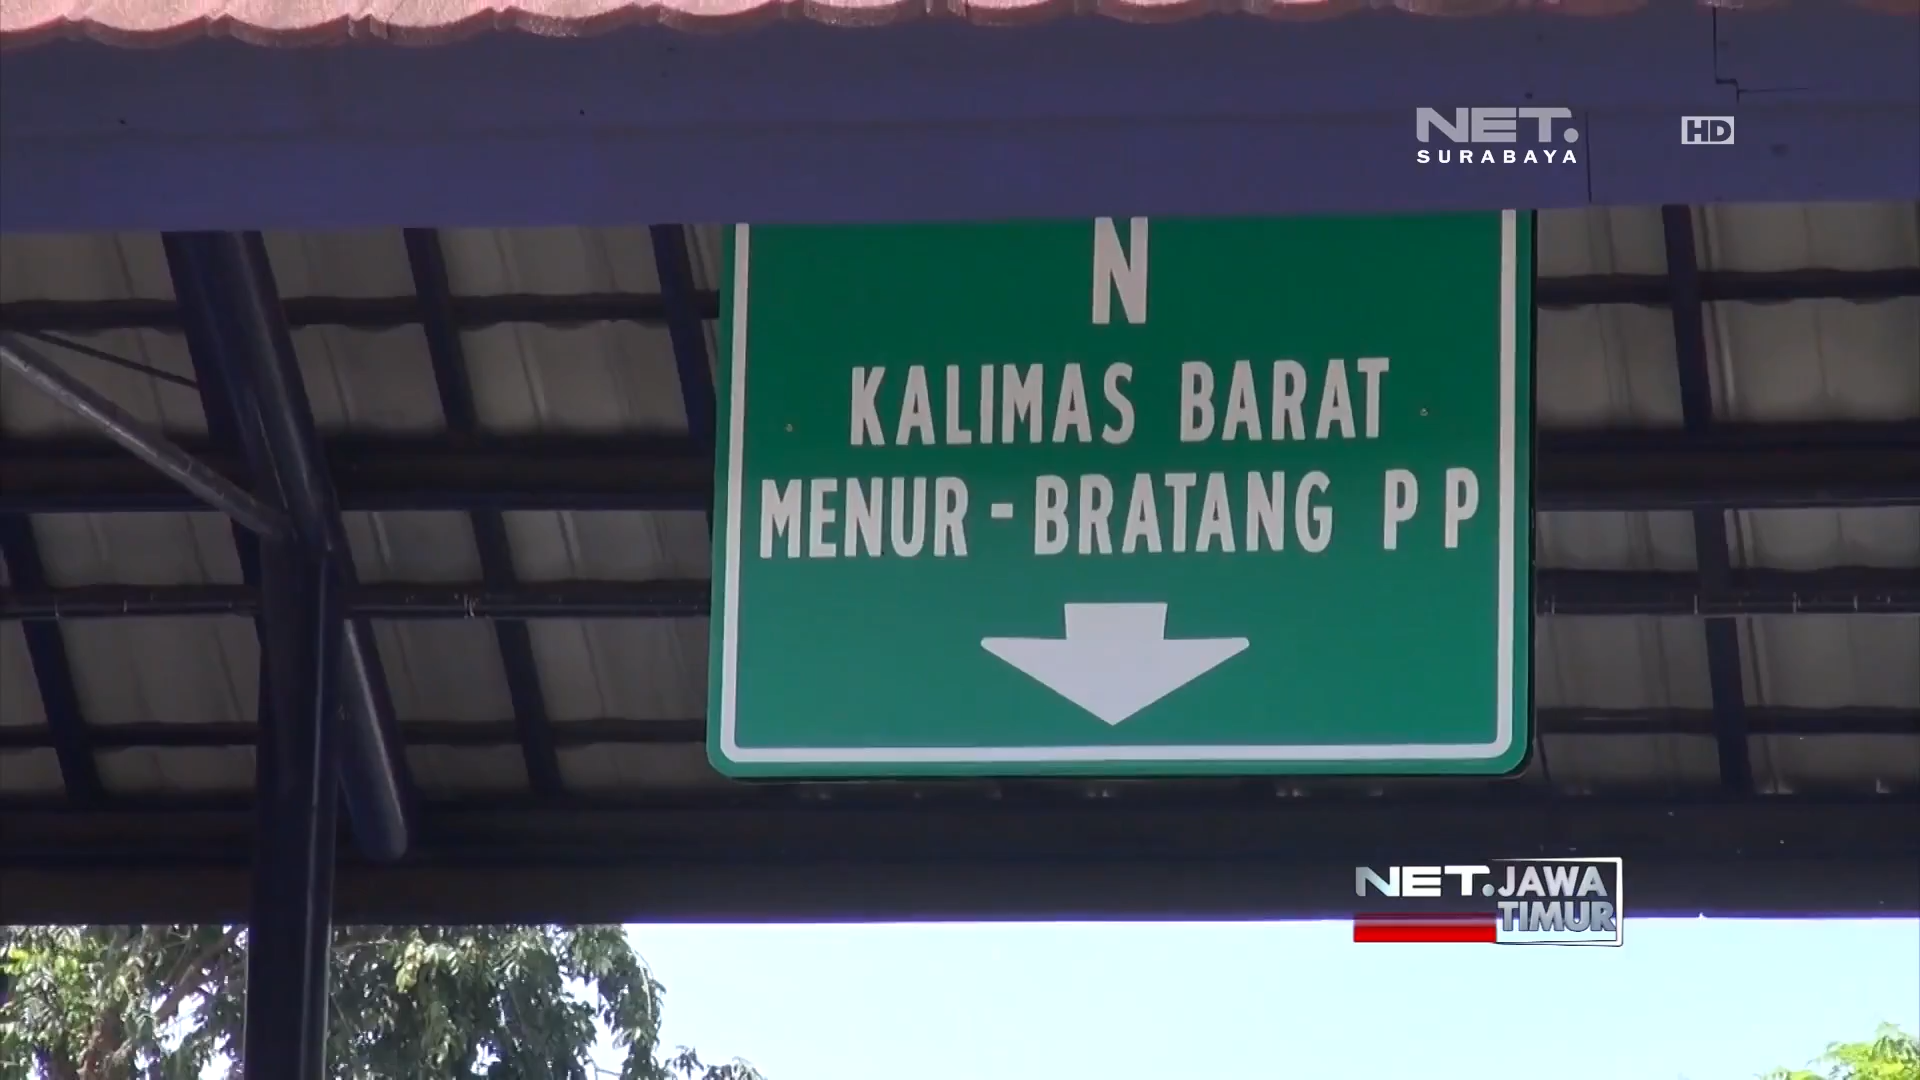 NET.
SURABAYA
HD
N
KALIMAS BARAT
MENUR - BRATANG P P
NET. JAWA
TIMUR